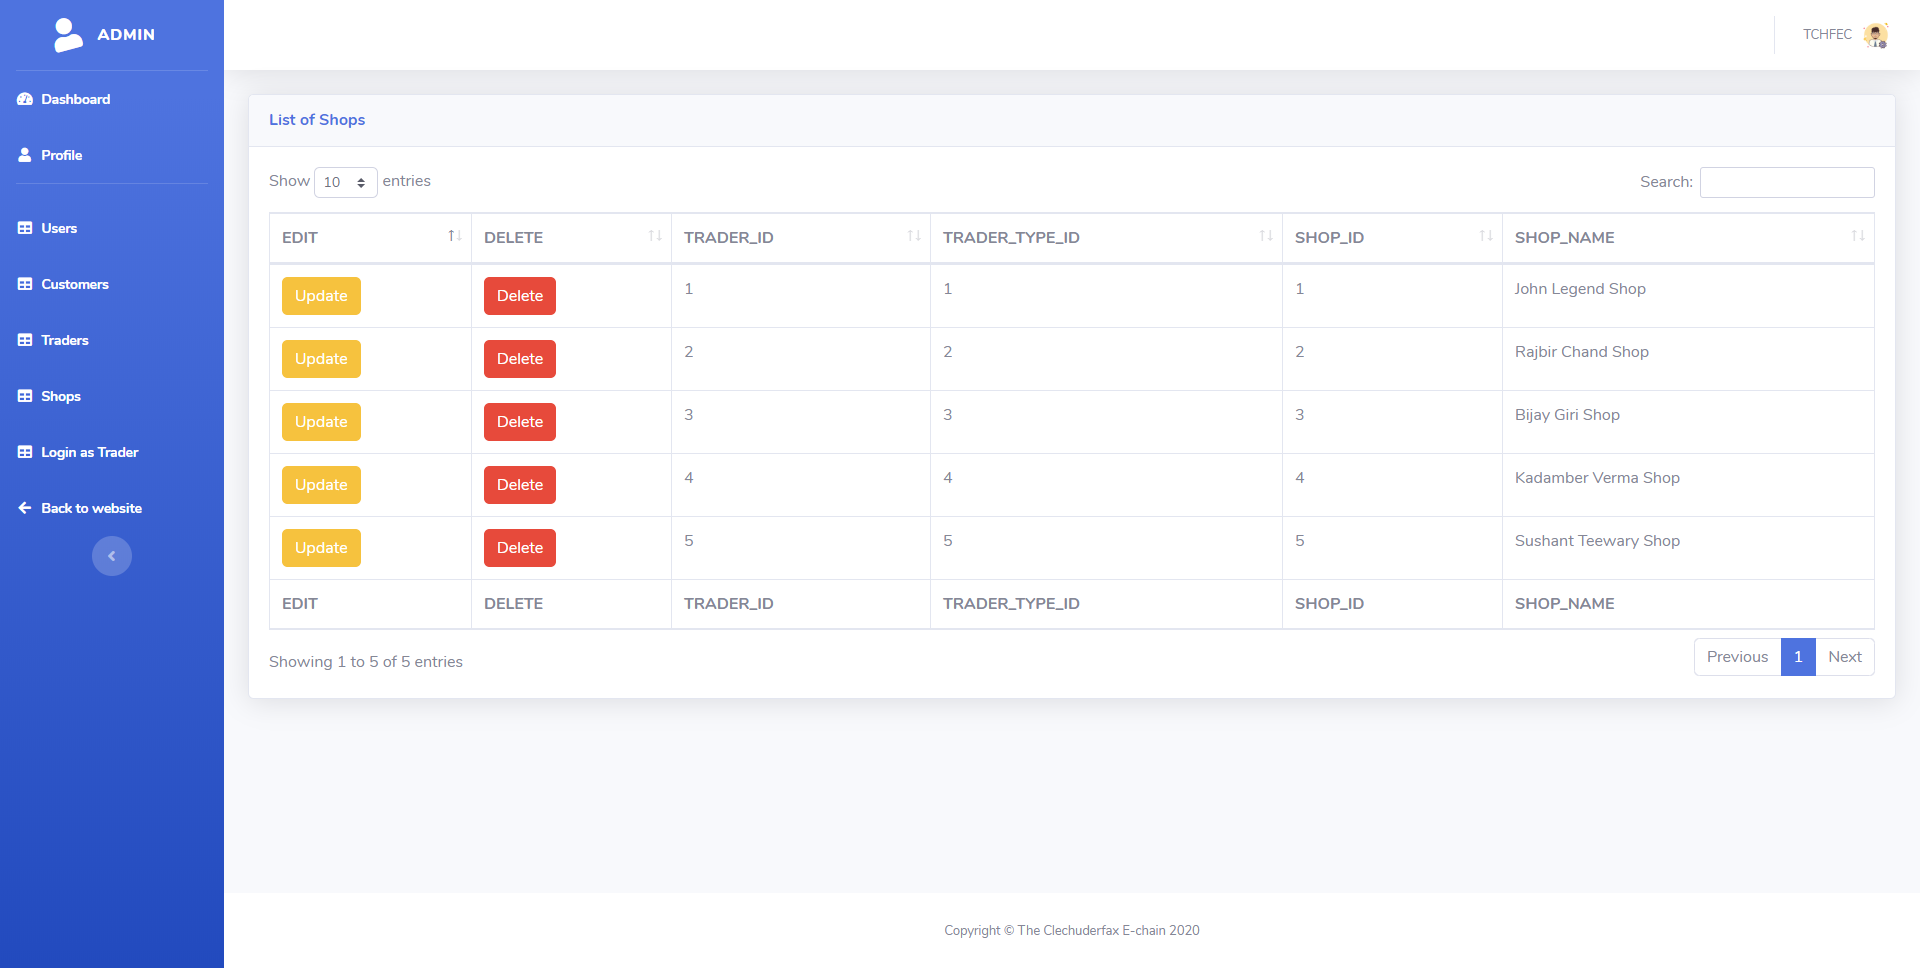 ADMIN
TCHFEC
Dashboard
Profile
Users
Customers
Traders
Shops
Login as Trader
Back to website
List of Shops
Show 10 entries
Search:
EDIT DELETE TRADER_ID TRADER_TYPE_ID SHOP_ID SHOP_NAME
Update Delete 1 1 1 John Legend Shop
Update Delete 2 2 2 Rajbir Chand Shop
Update Delete 3 3 3 Bijay Giri Shop
Update Delete 4 4 4 Kadamber Verma Shop
Update Delete 5 5 5 Sushant Teewary Shop
EDIT DELETE TRADER_ID TRADER_TYPE_ID SHOP_ID SHOP_NAME
Showing 1 to 5 of 5 entries
Previous 1 Next
Copyright © The Clechuderfax E-chain 2020